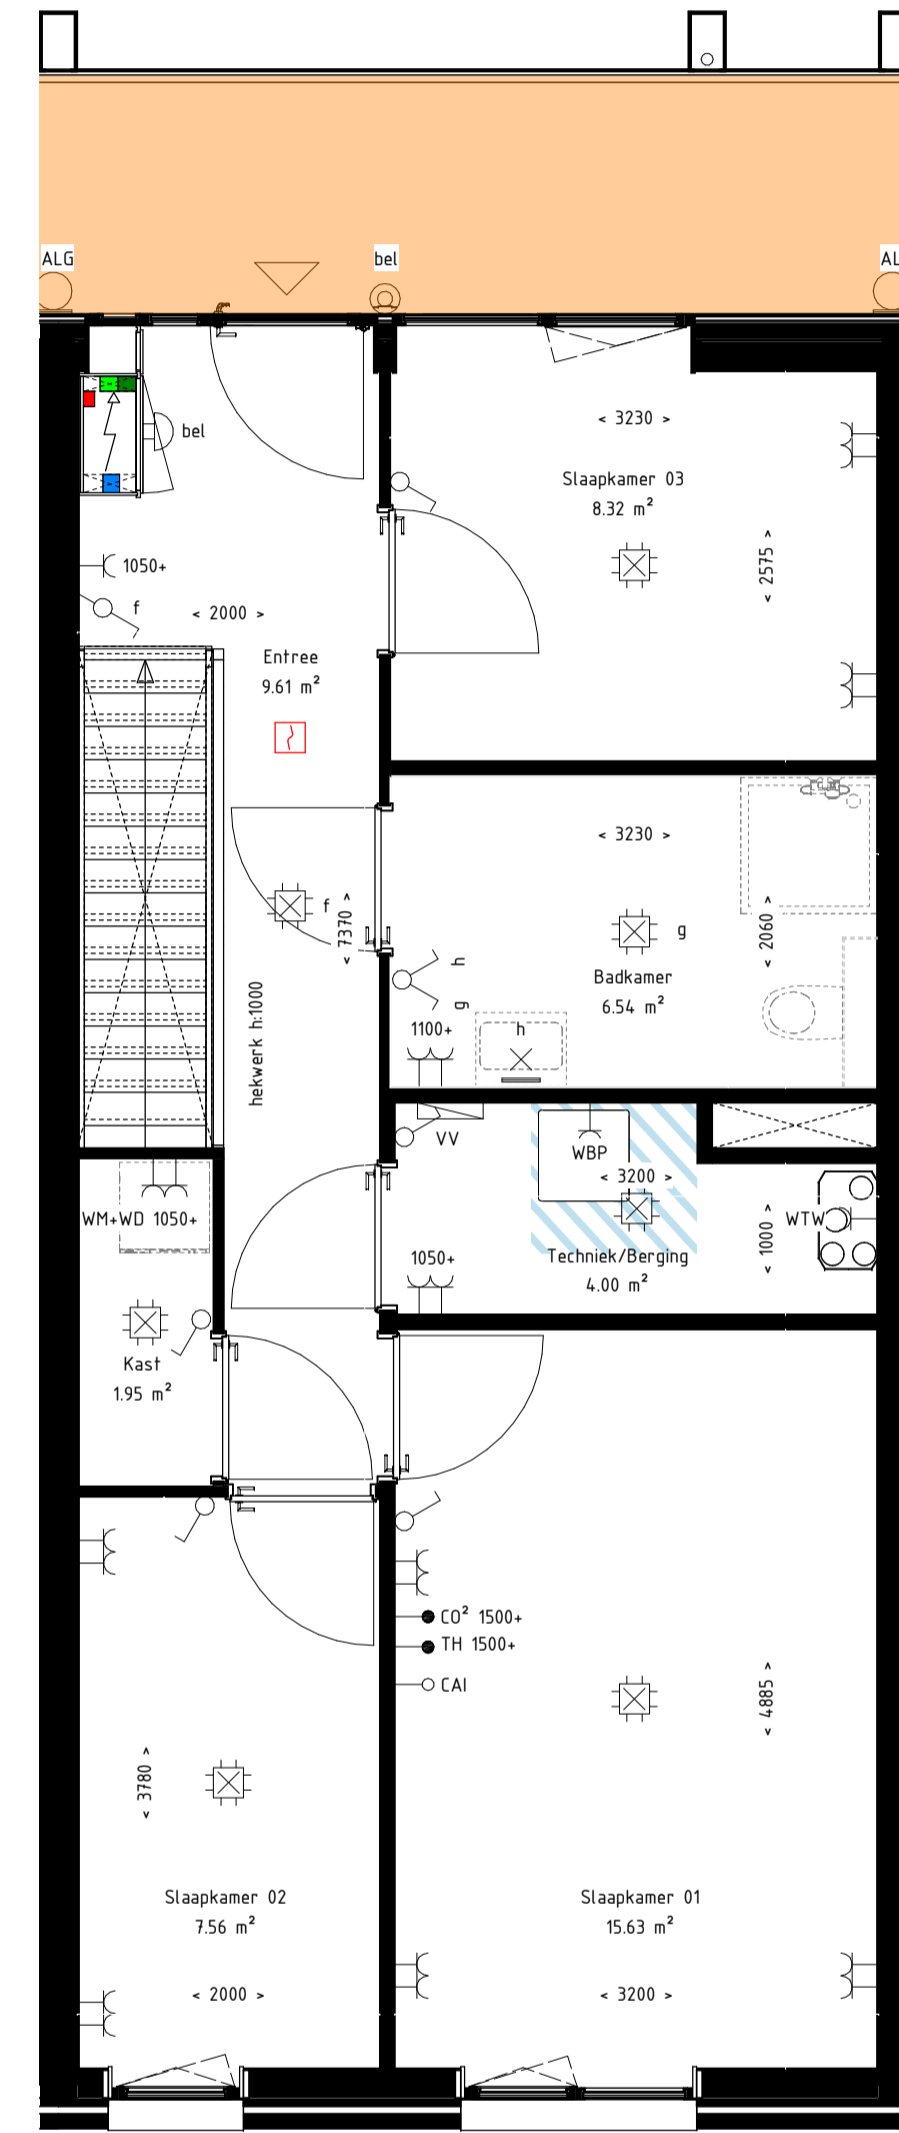 ALG
bel
AL
bel
< 3230 >
Slaapkamer 03
8.32 m²
< 2575 >
1050+
f
< 2000 >
Entree
9.61 m²
< 3230 >
f
< 7370 >
g
< 2060 >
Badkamer
6.54 m²
h
g
hekwerk h:1000
1100+
h
VV
WBP
< 3200 >
WM+WD 1050+
WTW
< 1000 >
Techniek/Berging
4.00 m²
1050+
Kast
1.95 m²
CO² 1500+
TH 1500+
CAI
< 4885 >
< 3780 >
Slaapkamer 02
7.56 m²
Slaapkamer 01
15.63 m²
< 2000 >
< 3200 >